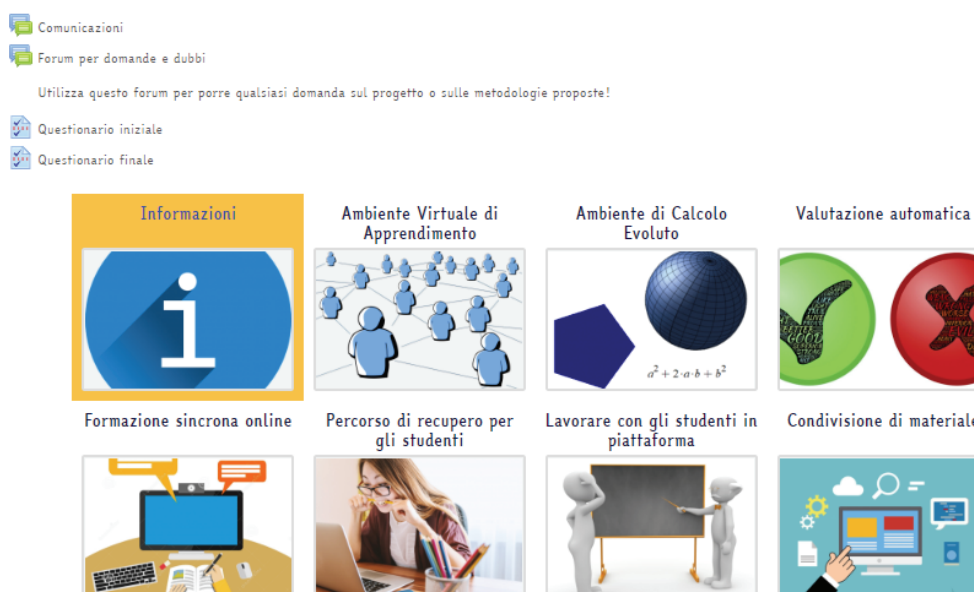 Comunicazioni
Forum per domande e dubbi
Utilizza questo forum per porre qualsiasi domanda sul progetto o sulle metodologie proposte!
Questionario iniziale
Questionario finale
Informazioni
Ambiente Virtuale di
Apprendimento
Ambiente di Calcolo
Evoluto
Valutazione automatica
i
a² + 2·a·b + b²
GOOD
Formazione sincrona online
Percorso di recupero per
gli studenti
Lavorare con gli studenti in
piattaforma
Condivisione di materiale